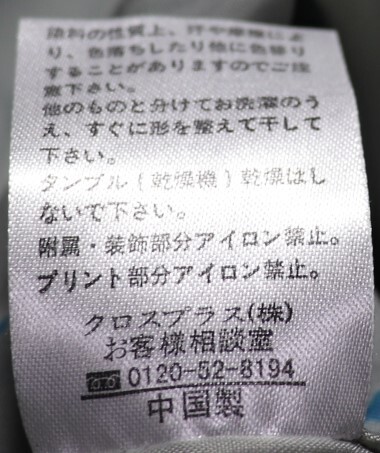 染料の性質上、汗や摩擦によ
り、色落ちしたり他に色移り
することがありますのでご注
意下さい。
他のものと分けてお洗濯のう
え、すぐに形を整えて干して
下さい。
タンブル(乾燥機)乾燥はし
ないで下さい。
附属・装飾部分アイロン禁止。
プリント部分アイロン禁止。
クロスプラス(株)
お客様相談室
0120-52-8194
中国製